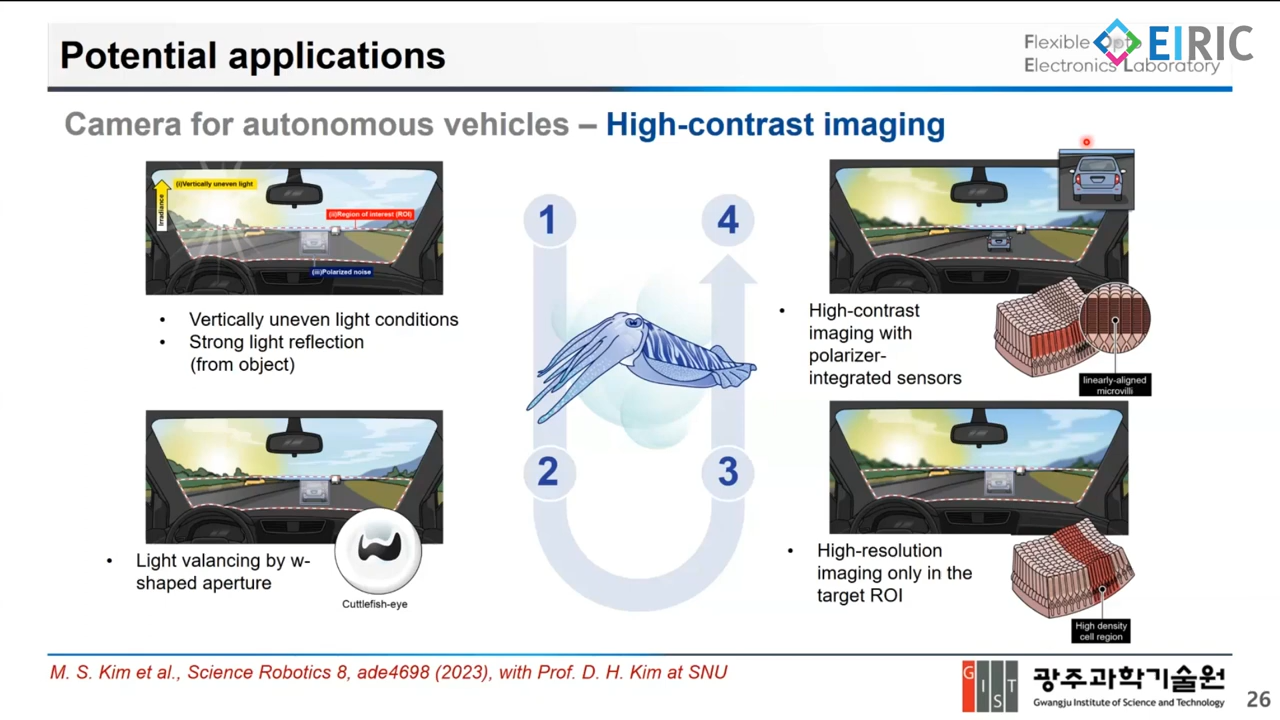 Potential applications
Flexible Opto
Electronics Laboratory
EIRIC
Camera for autonomous vehicles – High-contrast imaging
(i)Vertically uneven light
Irradiance
(ii)Region of interest (ROI)
(iii)Polarized noise
• Vertically uneven light conditions
• Strong light reflection
(from object)
1
4
2
3
• Light valancing by w-
shaped aperture
Cuttlefish-eye
• High-resolution
imaging only in the
target ROI
High density
cell region
• High-contrast
imaging with
polarizer-
integrated sensors
linearly-aligned
microvilli
M. S. Kim et al., Science Robotics 8, ade4698 (2023), with Prof. D. H. Kim at SNU
GIST
광주과학기술원
Gwangju Institute of Science and Technology
26